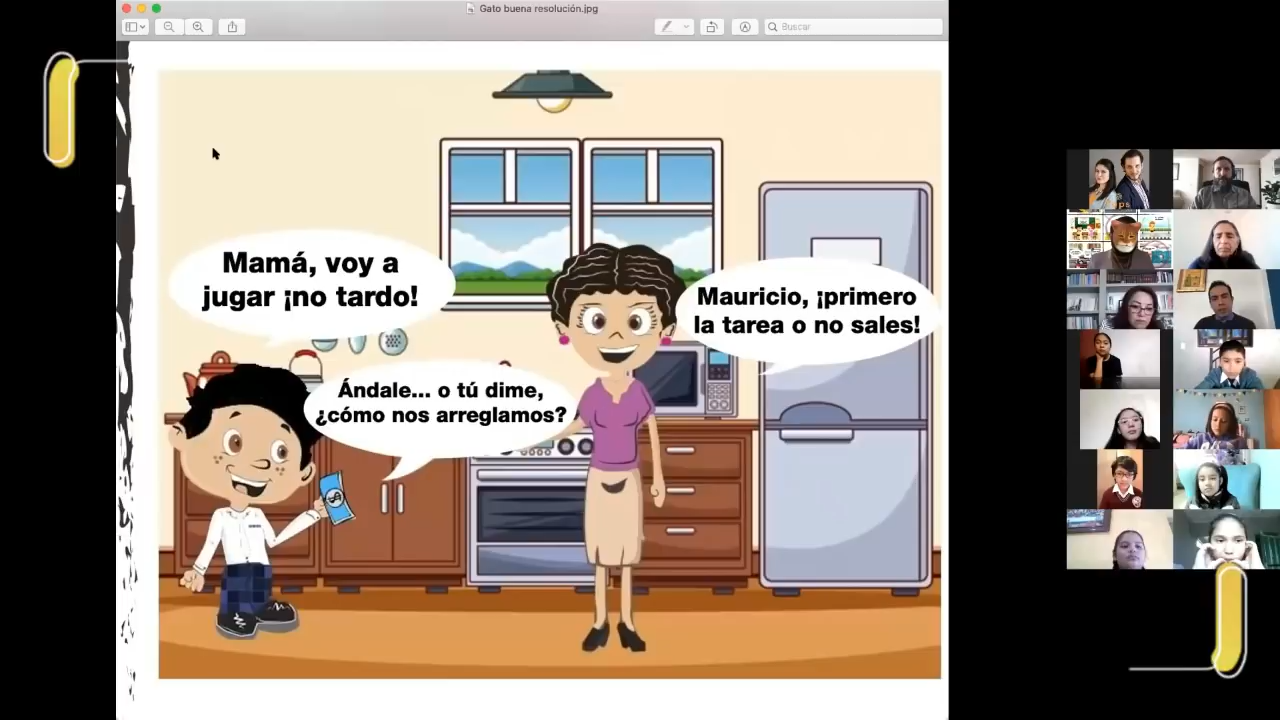 Gato buena resolución.jpg
Buscar
Mamá, voy a
jugar ¡no tardo!
Mauricio, ¡primero
la tarea o no sales!
Ándale... o tú dime,
¿cómo nos arreglamos?